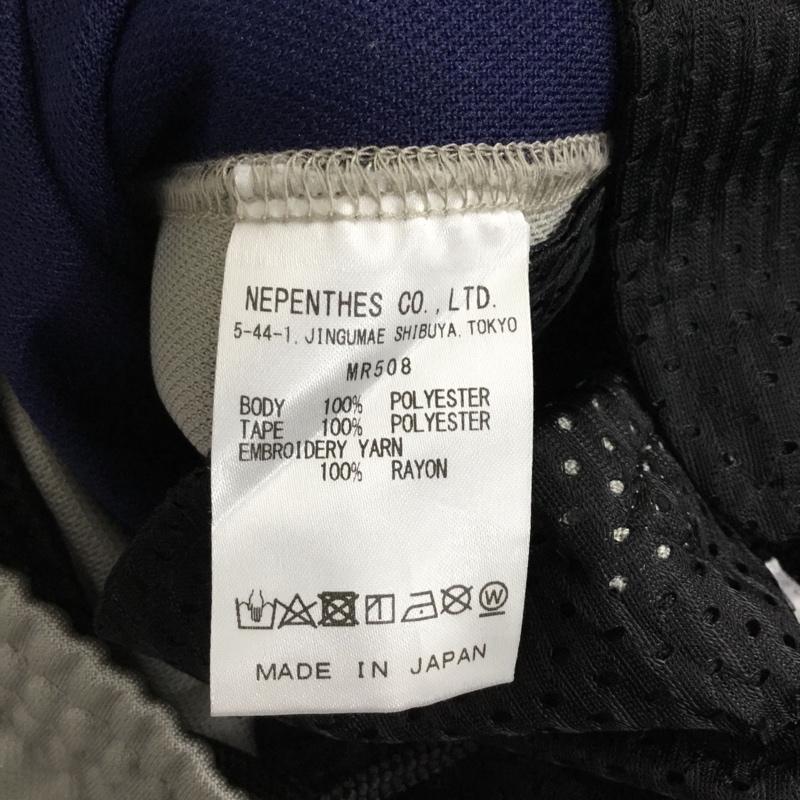 NEPENTHES CO., LTD.
5-44-1. JINGUMAE SHIBUYA. TOKYO
MR508
BODY 100% POLYESTER
TAPE 100% POLYESTER
EMBROIDERY YARN
100% RAYON
W
MADE IN JAPAN